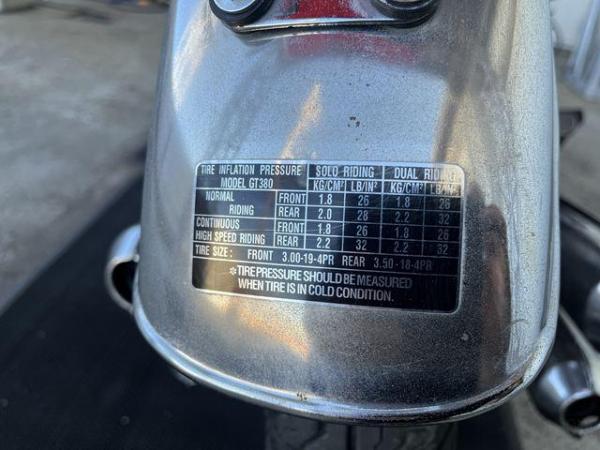 TIRE INFLATION PRESSURE SOLO RIDING DUAL RIDING
MODEL GT380 KG/CM² LB/IN² KG/CM² LB/IN²
NORMAL FRONT 1.8 26 1.8 26
RIDING REAR 2.0 28 2.2 32
CONTINUOUS FRONT 1.8 26 1.8 26
HIGH SPEED RIDING REAR 2.2 32 2.2 32
TIRE SIZE: FRONT 3.00-19-4PR REAR 3.50-18-4PR
*TIRE PRESSURE SHOULD BE MEASURED
WHEN TIRE IS IN COLD CONDITION.